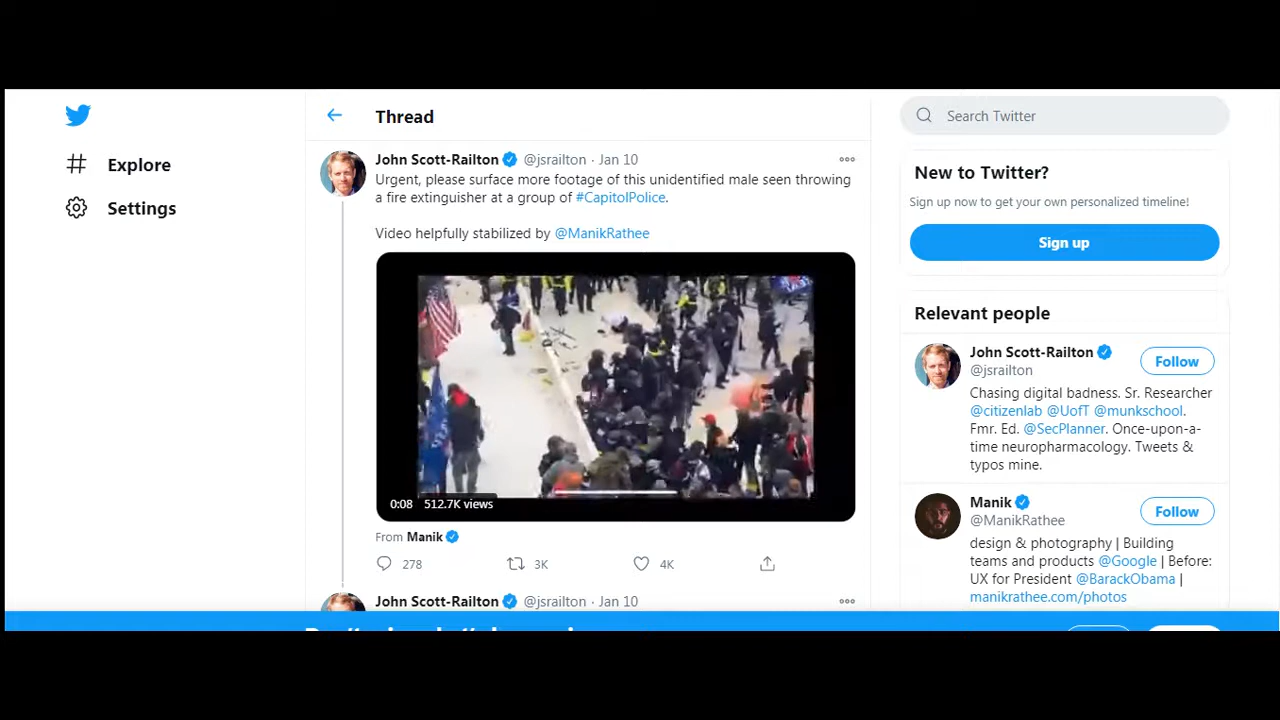 Explore
Settings
Thread
John Scott-Railton @jsrailton · Jan 10
Urgent, please surface more footage of this unidentified male seen throwing
a fire extinguisher at a group of #CapitolPolice.
Video helpfully stabilized by @ManikRathee
0:08 512.7K views
From Manik
278 3K 4K
John Scott-Railton @jsrailton · Jan 10
Search Twitter
New to Twitter?
Sign up now to get your own personalized timeline!
Sign up
Relevant people
John Scott-Railton
@jsrailton
Follow
Chasing digital badness. Sr. Researcher
@citizenlab @UofT @munkschool.
Fmr. Ed. @SecPlanner. Once-upon-a-
time neuropharmacology. Tweets &
typos mine.
Manik
@ManikRathee
Follow
design & photography | Building
teams and products @Google | Before:
UX for President @BarackObama |
manikrathee.com/photos